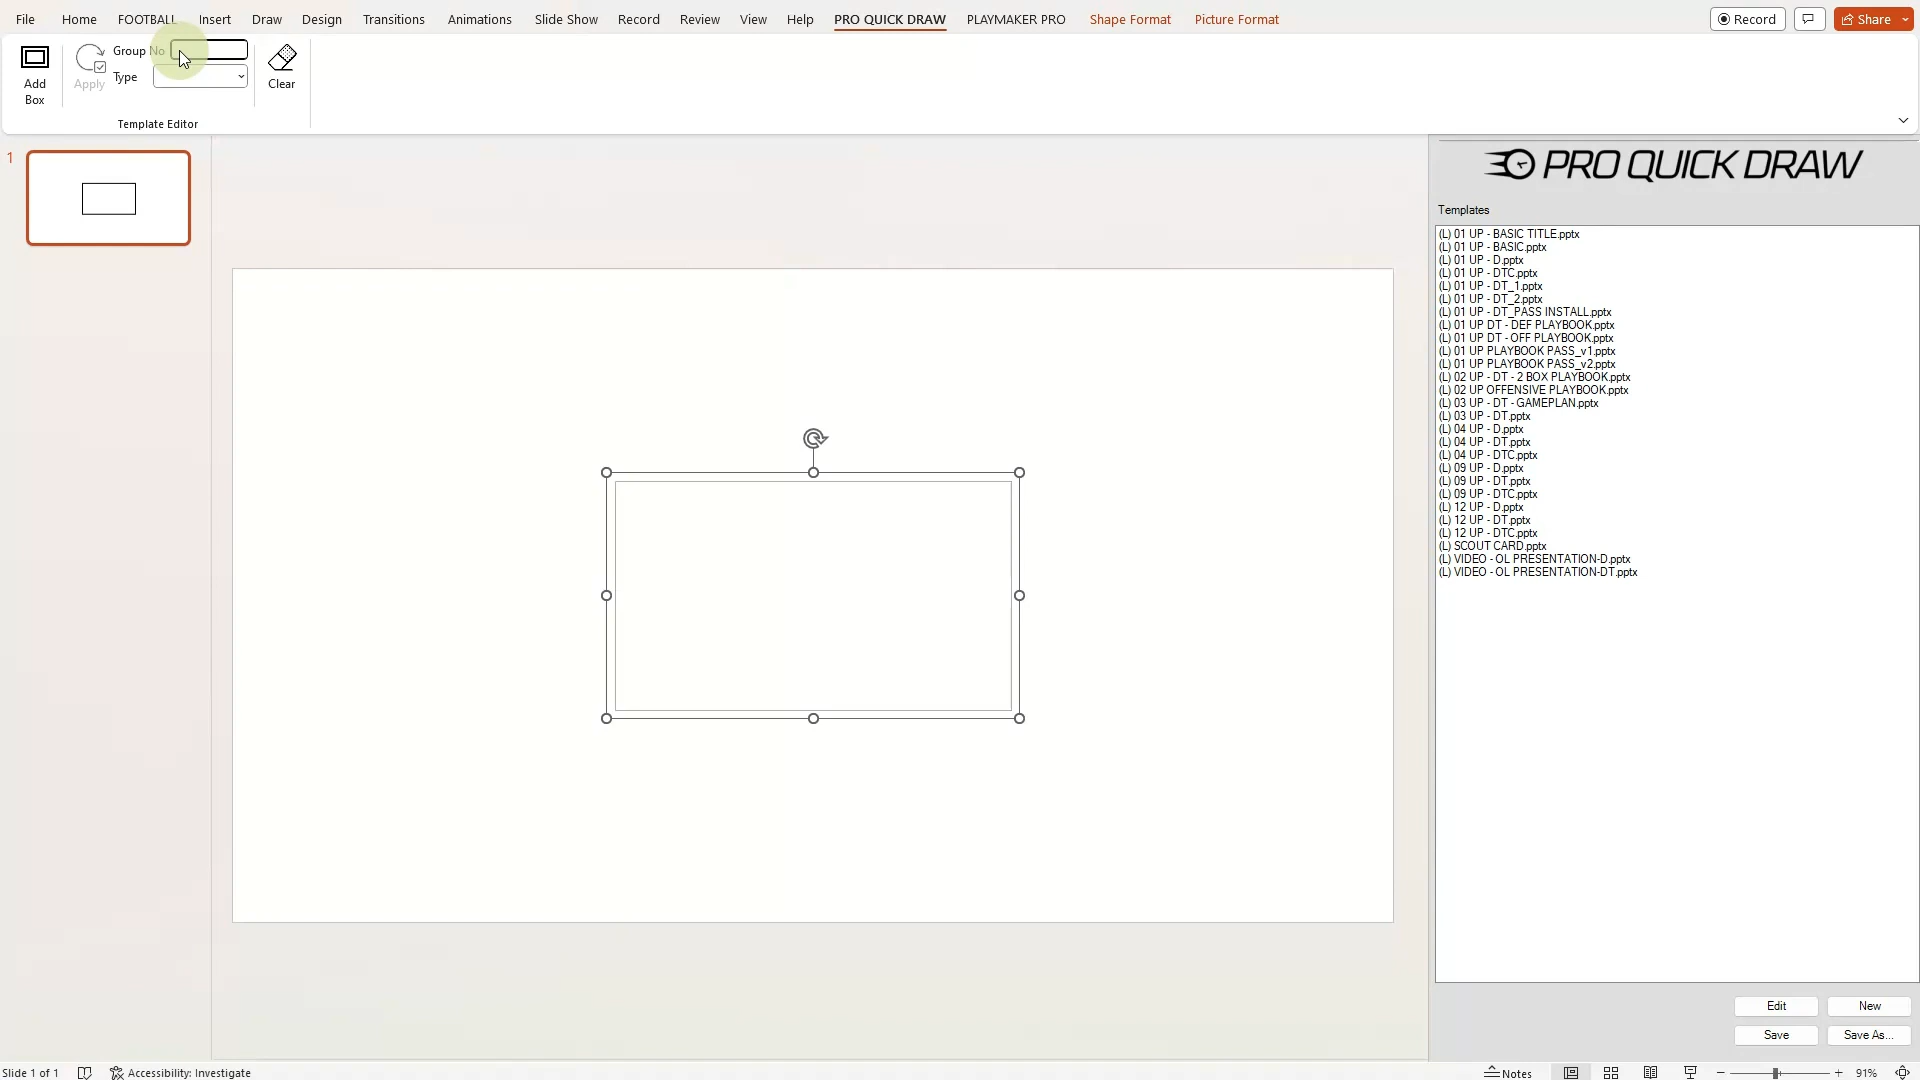 File Home FOOTBALL Insert Draw Design Transitions Animations Slide Show Record Review View Help PRO QUICK DRAW PLAYMAKER PRO Shape Format Picture Format Record Share
Add Box
Apply
Group No
Type
Clear
Template Editor
1
PRO QUICK DRAW
Templates
(L) 01 UP - BASIC TITLE.pptx
(L) 01 UP - BASIC.pptx
(L) 01 UP - D.pptx
(L) 01 UP - DTC.pptx
(L) 01 UP - DT_1.pptx
(L) 01 UP - DT_2.pptx
(L) 01 UP - DT_PASS INSTALL.pptx
(L) 01 UP DT - DEF PLAYBOOK.pptx
(L) 01 UP DT - OFF PLAYBOOK.pptx
(L) 01 UP PLAYBOOK PASS_v1.pptx
(L) 01 UP PLAYBOOK PASS_v2.pptx
(L) 02 UP - DT - 2 BOX PLAYBOOK.pptx
(L) 02 UP OFFENSIVE PLAYBOOK.pptx
(L) 03 UP - DT - GAMEPLAN.pptx
(L) 03 UP - DT.pptx
(L) 04 UP - D.pptx
(L) 04 UP - DT.pptx
(L) 04 UP - DTC.pptx
(L) 09 UP - D.pptx
(L) 09 UP - DT.pptx
(L) 09 UP - DTC.pptx
(L) 12 UP - D.pptx
(L) 12 UP - DT.pptx
(L) 12 UP - DTC.pptx
(L) SCOUT CARD.pptx
(L) VIDEO - OL PRESENTATION-D.pptx
(L) VIDEO - OL PRESENTATION-DT.pptx
Edit New
Save Save As...
Slide 1 of 1 Accessibility: Investigate Notes 91%